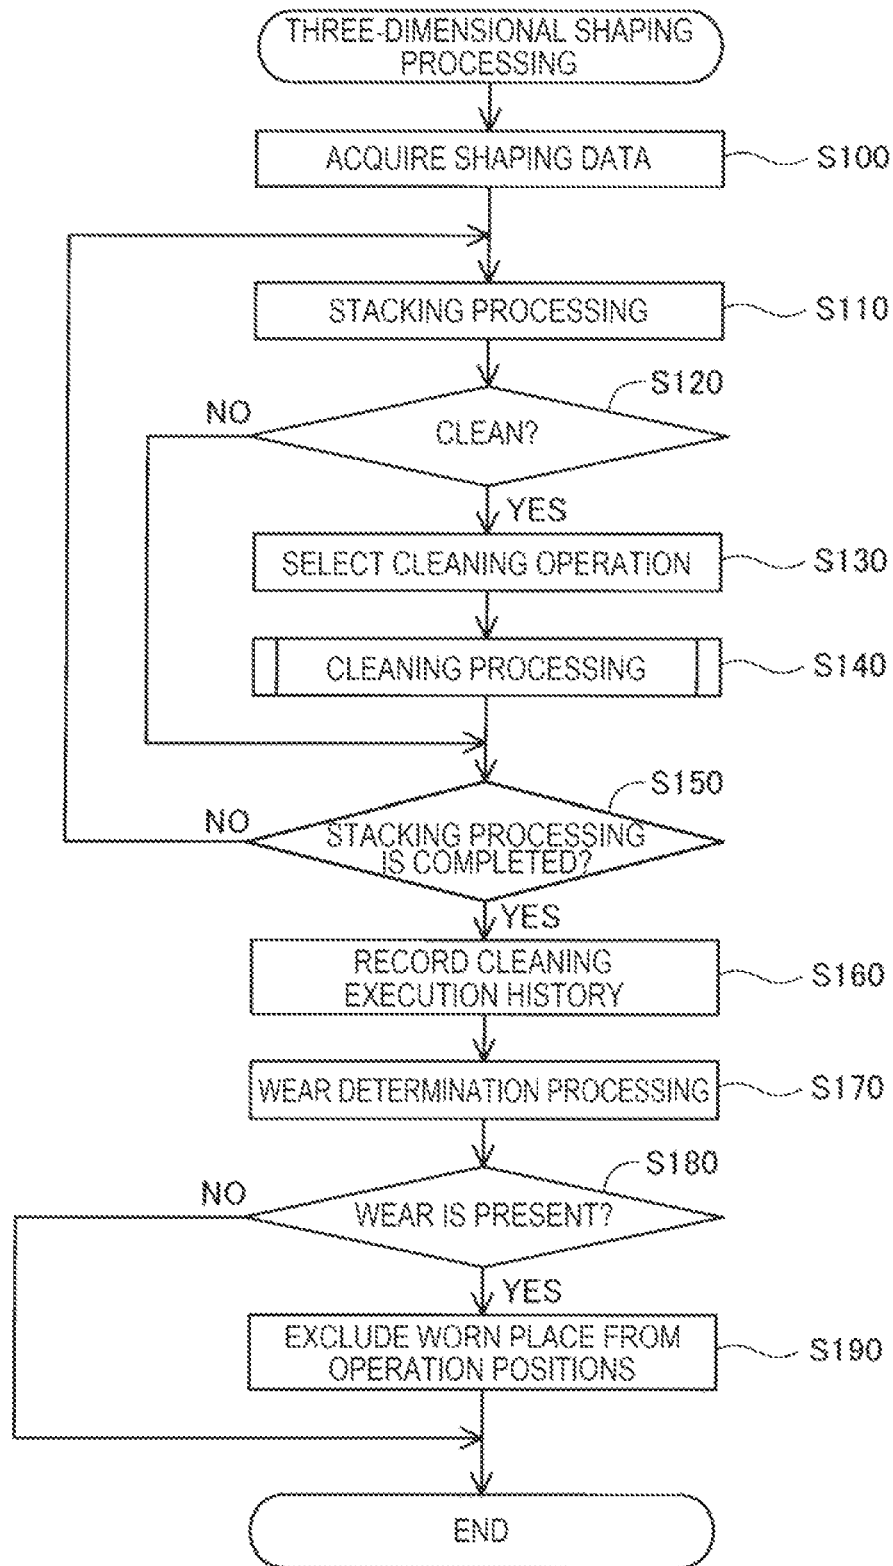 THREE-DIMENSIONAL SHAPING
PROCESSING
ACQUIRE SHAPING DATA
S100
STACKING PROCESSING
S110
S120
NO
CLEAN?
YES
SELECT CLEANING OPERATION
S130
CLEANING PROCESSING
S140
S150
NO
STACKING PROCESSING
IS COMPLETED?
YES
RECORD CLEANING
EXECUTION HISTORY
S160
WEAR DETERMINATION PROCESSING
S170
S180
NO
WEAR IS PRESENT?
YES
EXCLUDE WORN PLACE FROM
OPERATION POSITIONS
S190
END